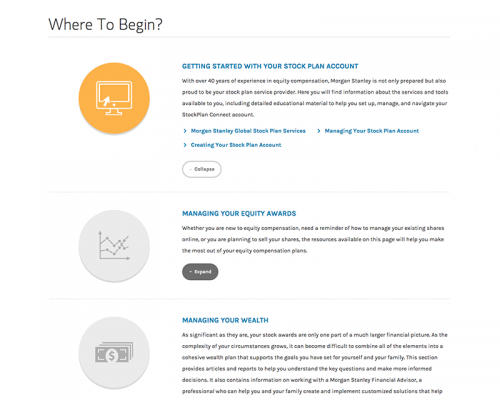 Where To Begin?
GETTING STARTED WITH YOUR STOCK PLAN ACCOUNT
With over 40 years of experience in equity compensation, Morgan Stanley is not only prepared but also
proud to be your stock plan service provider. Here you will find information about the services and tools
available to you, including detailed educational material to help you set up, manage, and navigate your
StockPlan Connect account.
Morgan Stanley Global Stock Plan Services
Managing Your Stock Plan Account
Creating Your Stock Plan Account
− Collapse
MANAGING YOUR EQUITY AWARDS
Whether you are new to equity compensation, need a reminder of how to manage your existing shares
online, or you are planning to sell your shares, the resources available on this page will help you make
the most out of your equity compensation plans.
Expand
MANAGING YOUR WEALTH
As significant as they are, your stock awards are only one part of a much larger financial picture. As the
complexity of your circumstances grows, it can become difficult to combine all of the elements into a
cohesive wealth plan that supports the goals you have set for yourself and your family. This section
provides articles and reports to help you understand the key questions and make more informed
decisions. It also contains information on working with a Morgan Stanley Financial Advisor, a
professional who can help you and your family create and implement customized solutions that help